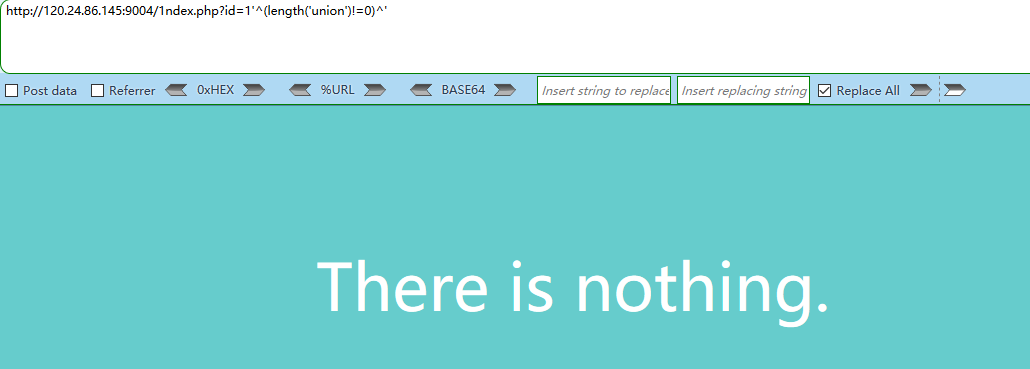 http://120.24.86.145:9004/1ndex.php?id=1'^(length('union')!=0)^'
Post data Referrer 0xHEX %URL BASE64 Insert string to replace Insert replacing string Replace All
There is nothing.